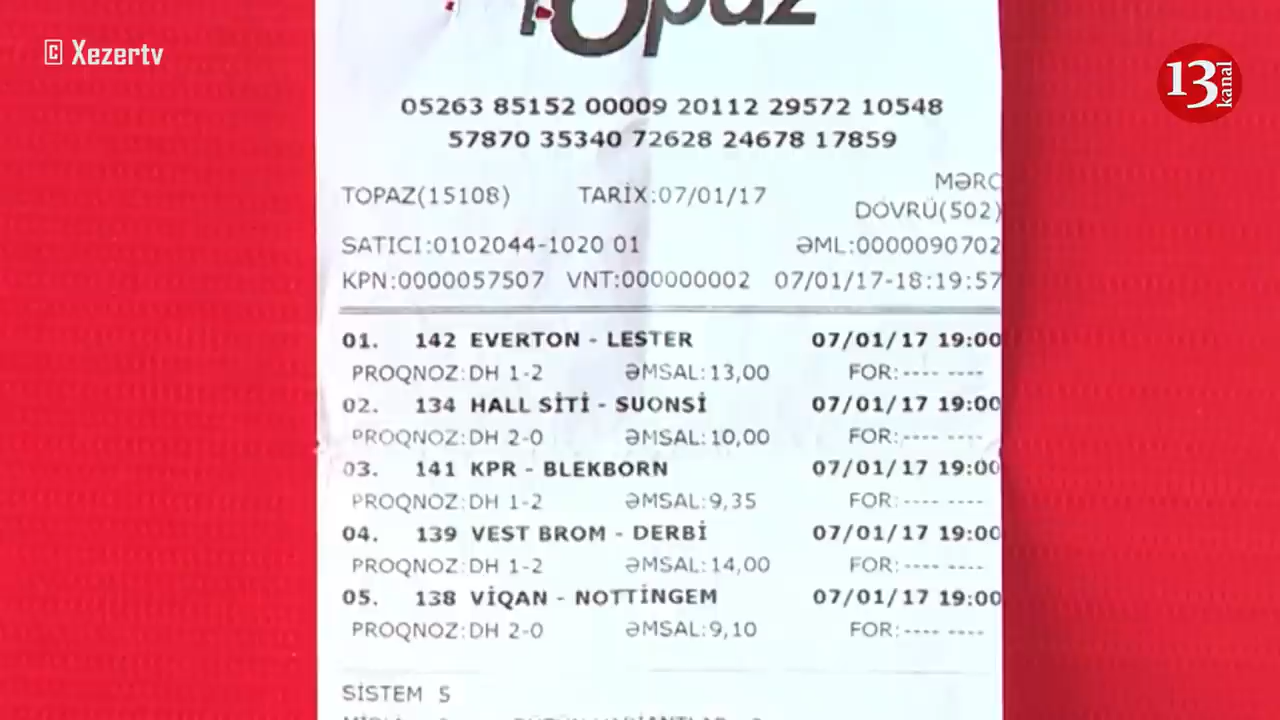 © Xezertv
13 kanal
Topaz
05263 85152 00009 20112 29572 10548
57870 35340 72628 24678 17859
TOPAZ(15108) TARİX:07/01/17 MƏRC
DÖVRÜ(502)
SATICI:0102044-1020 01 ƏML:0000090702
KPN:0000057507 VNT:000000002 07/01/17-18:19:57
01. 142 EVERTON - LESTER 07/01/17 19:00
PROQNOZ:DH 1-2 ƏMSAL:13,00 FOR:---- ----
02. 134 HALL SİTİ - SUONSİ 07/01/17 19:00
PROQNOZ:DH 2-0 ƏMSAL:10,00 FOR:---- ----
03. 141 KPR - BLEKBORN 07/01/17 19:00
PROQNOZ:DH 1-2 ƏMSAL:9,35 FOR:---- ----
04. 139 VEST BROM - DERBİ 07/01/17 19:00
PROQNOZ:DH 1-2 ƏMSAL:14,00 FOR:---- ----
05. 138 VİQAN - NOTTİNGEM 07/01/17 19:00
PROQNOZ:DH 2-0 ƏMSAL:9,10 FOR:---- ----
SİSTEM 5